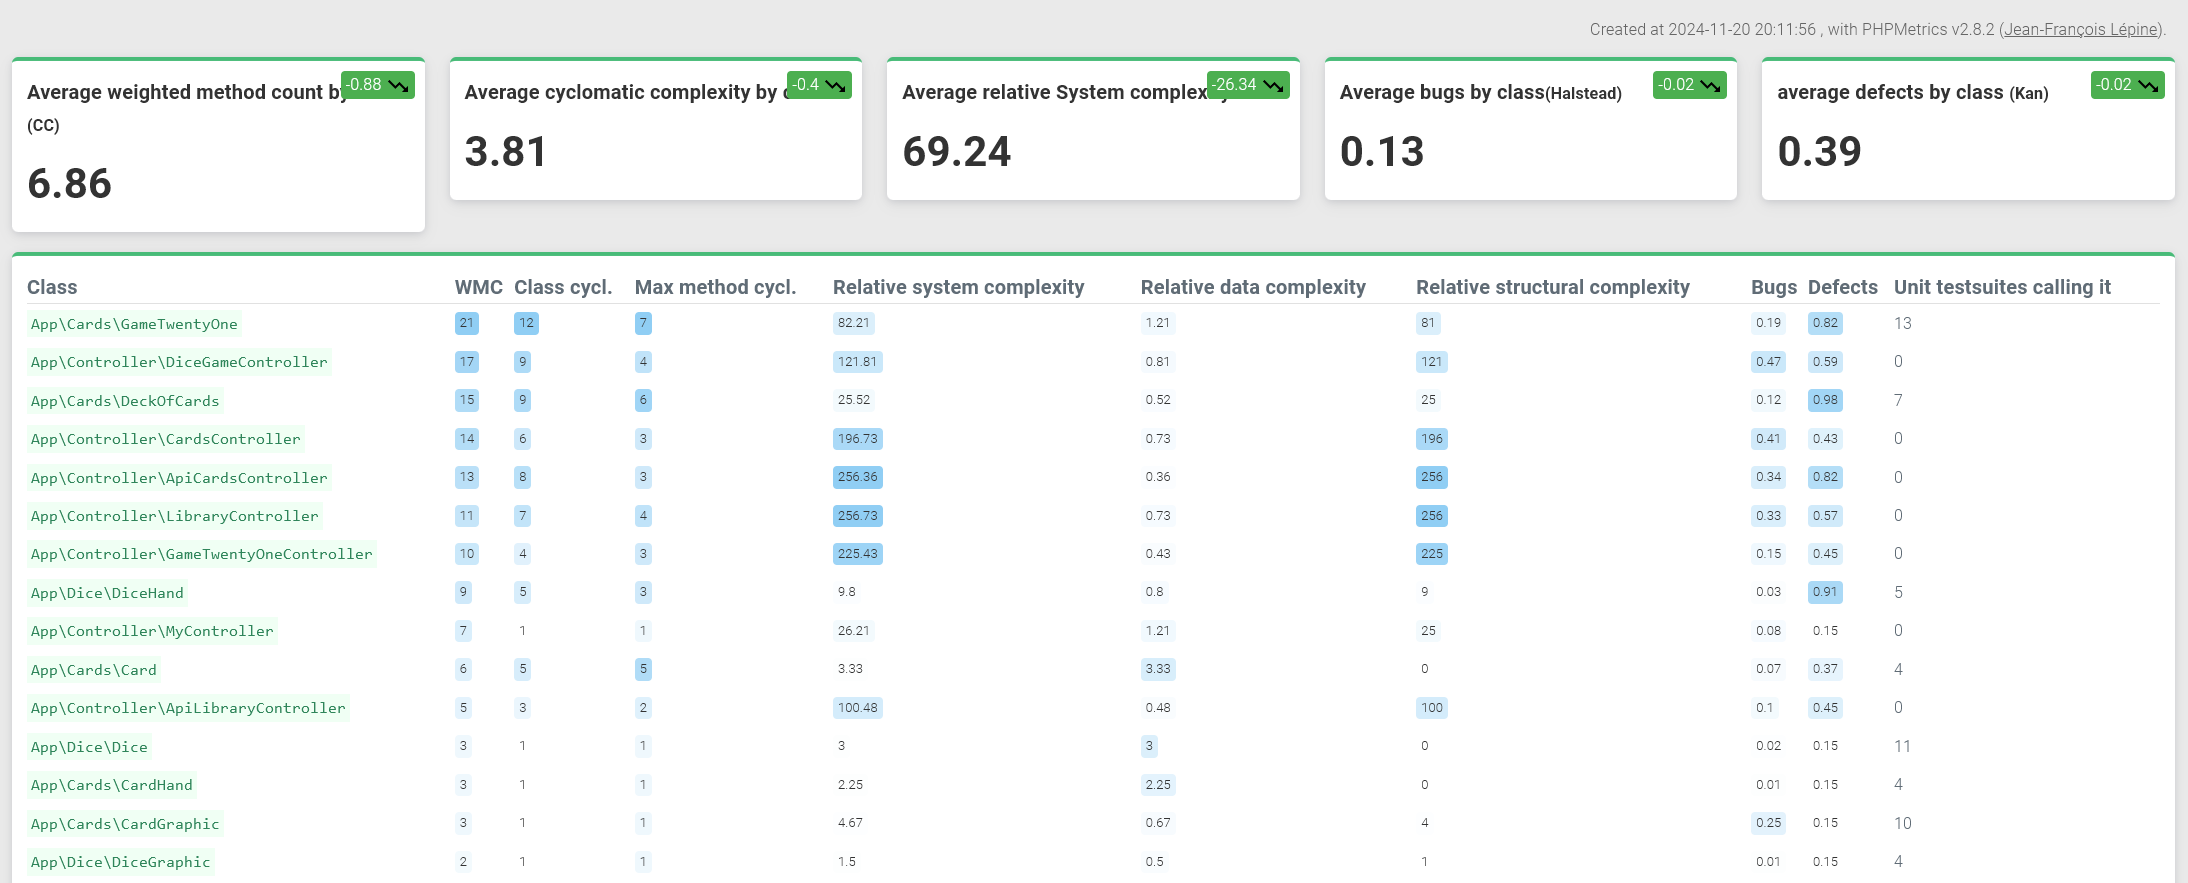 Created at 2024-11-20 20:11:56 , with PHPMetrics v2.8.2 (Jean-François Lépine).
Average weighted method count by -0.88
(CC)
6.86
Average cyclomatic complexity by -0.4
3.81
Average relative System -26.34
69.24
Average bugs by class(Halstead) -0.02
0.13
average defects by class (Kan) -0.02
0.39
Class WMC Class cycl. Max method cycl. Relative system complexity Relative data complexity Relative structural complexity Bugs Defects Unit testsuites calling it
App\Cards\GameTwentyOne 21 12 7 82.21 1.21 81 0.19 0.82 13
App\Controller\DiceGameController 17 9 4 121.81 0.81 121 0.47 0.59 0
App\Cards\DeckOfCards 15 9 6 25.52 0.52 25 0.12 0.98 7
App\Controller\CardsController 14 6 3 196.73 0.73 196 0.41 0.43 0
App\Controller\ApiCardsController 13 8 3 256.36 0.36 256 0.34 0.82 0
App\Controller\LibraryController 11 7 4 256.73 0.73 256 0.33 0.57 0
App\Controller\GameTwentyOneController 10 4 3 225.43 0.43 225 0.15 0.45 0
App\Dice\DiceHand 9 5 3 9.8 0.8 9 0.03 0.91 5
App\Controller\MyController 7 1 1 26.21 1.21 25 0.08 0.15 0
App\Cards\Card 6 5 5 3.33 3.33 0 0.07 0.37 4
App\Controller\ApiLibraryController 5 3 2 100.48 0.48 100 0.1 0.45 0
App\Dice\Dice 3 1 1 3 3 0 0.02 0.15 11
App\Cards\CardHand 3 1 1 2.25 2.25 0 0.01 0.15 4
App\Cards\CardGraphic 3 1 1 4.67 0.67 4 0.25 0.15 10
App\Dice\DiceGraphic 2 1 1 1.5 0.5 1 0.01 0.15 4